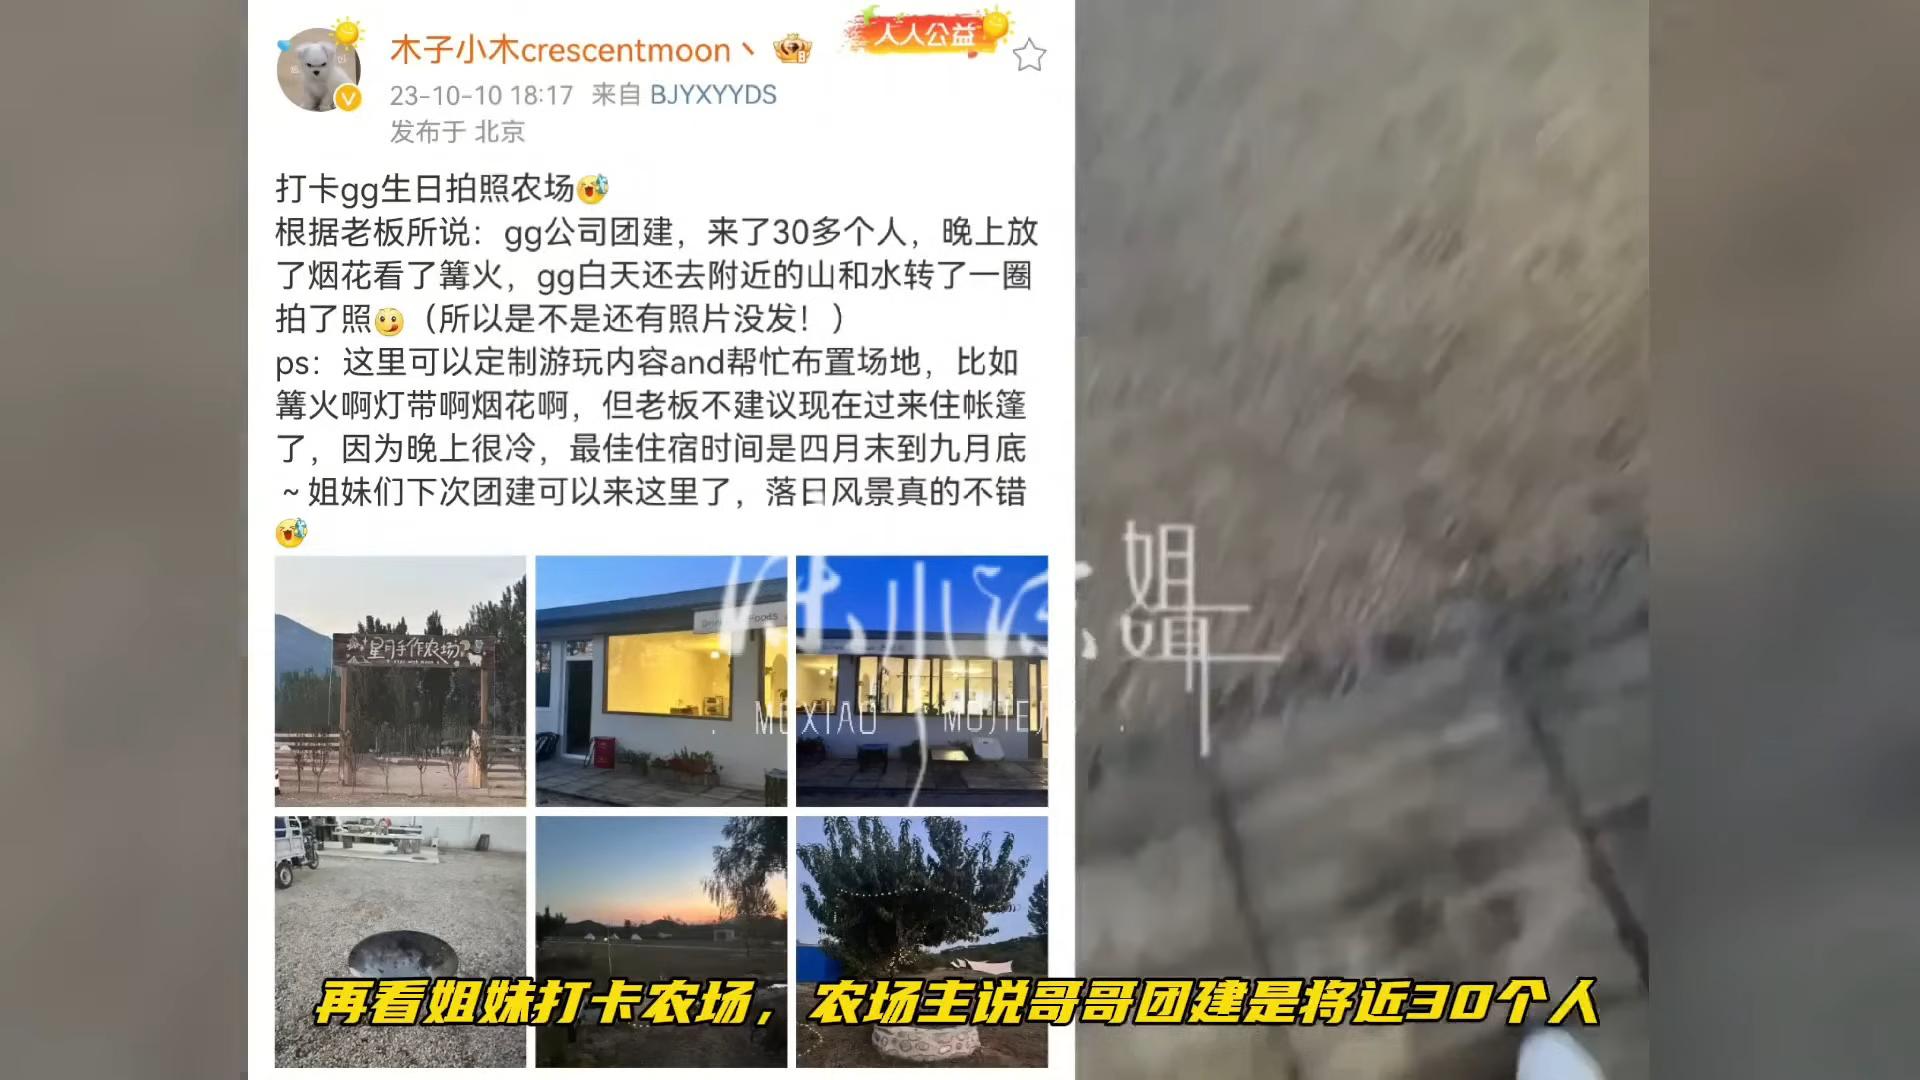 木子小木crescentmoon丶
人人公益
23-10-10 18:17 来自 BJYXYYDS
发布于 北京
打卡gg生日拍照农场
根据老板所说：gg公司团建，来了30多个人，晚上放
了烟花看了篝火，gg白天还去附近的山和水转了一圈
拍了照（所以是不是还有照片没发！）
ps：这里可以定制游玩内容and帮忙布置场地，比如
篝火啊灯带啊烟花啊，但老板不建议现在过来住帐篷
了，因为晚上很冷，最佳住宿时间是四月末到九月底
~姐妹们下次团建可以来这里了，落日风景真的不错
星月手作农场
姐
MOXIAO
MOJIE
再看姐妹打卡农场，农场主说哥哥团建是将近30个人